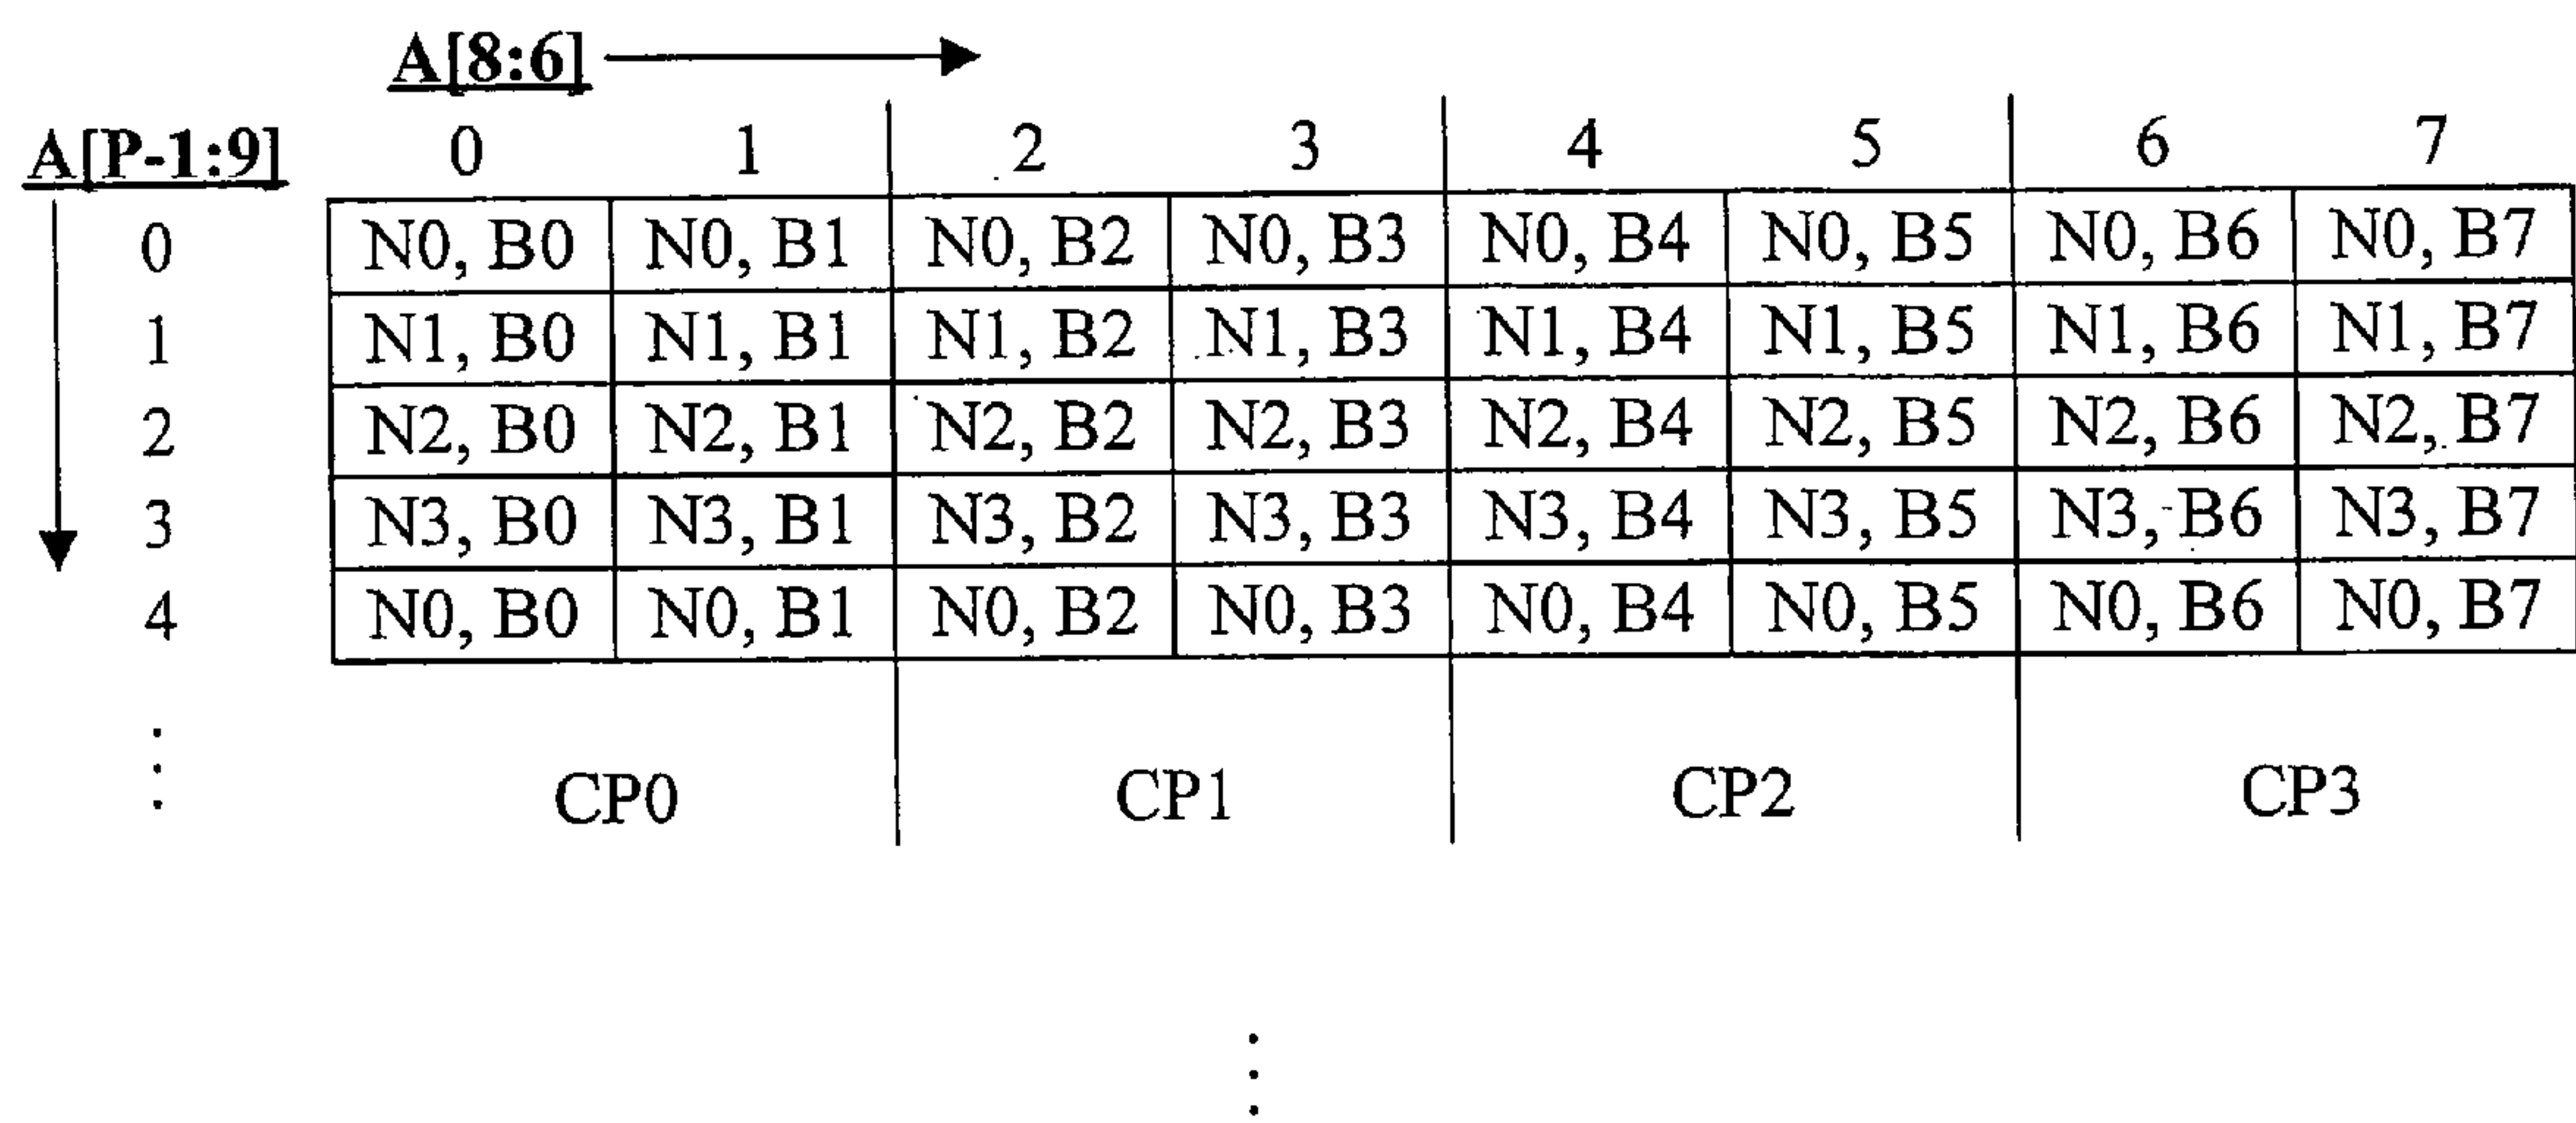 A[8:6]
A[P-1:9] 0 1 2 3 4 5 6 7
0 N0, B0 N0, B1 N0, B2 N0, B3 N0, B4 N0, B5 N0, B6 N0, B7
1 N1, B0 N1, B1 N1, B2 N1, B3 N1, B4 N1, B5 N1, B6 N1, B7
2 N2, B0 N2, B1 N2, B2 N2, B3 N2, B4 N2, B5 N2, B6 N2, B7
3 N3, B0 N3, B1 N3, B2 N3, B3 N3, B4 N3, B5 N3, B6 N3, B7
4 N0, B0 N0, B1 N0, B2 N0, B3 N0, B4 N0, B5 N0, B6 N0, B7
CP0 CP1 CP2 CP3